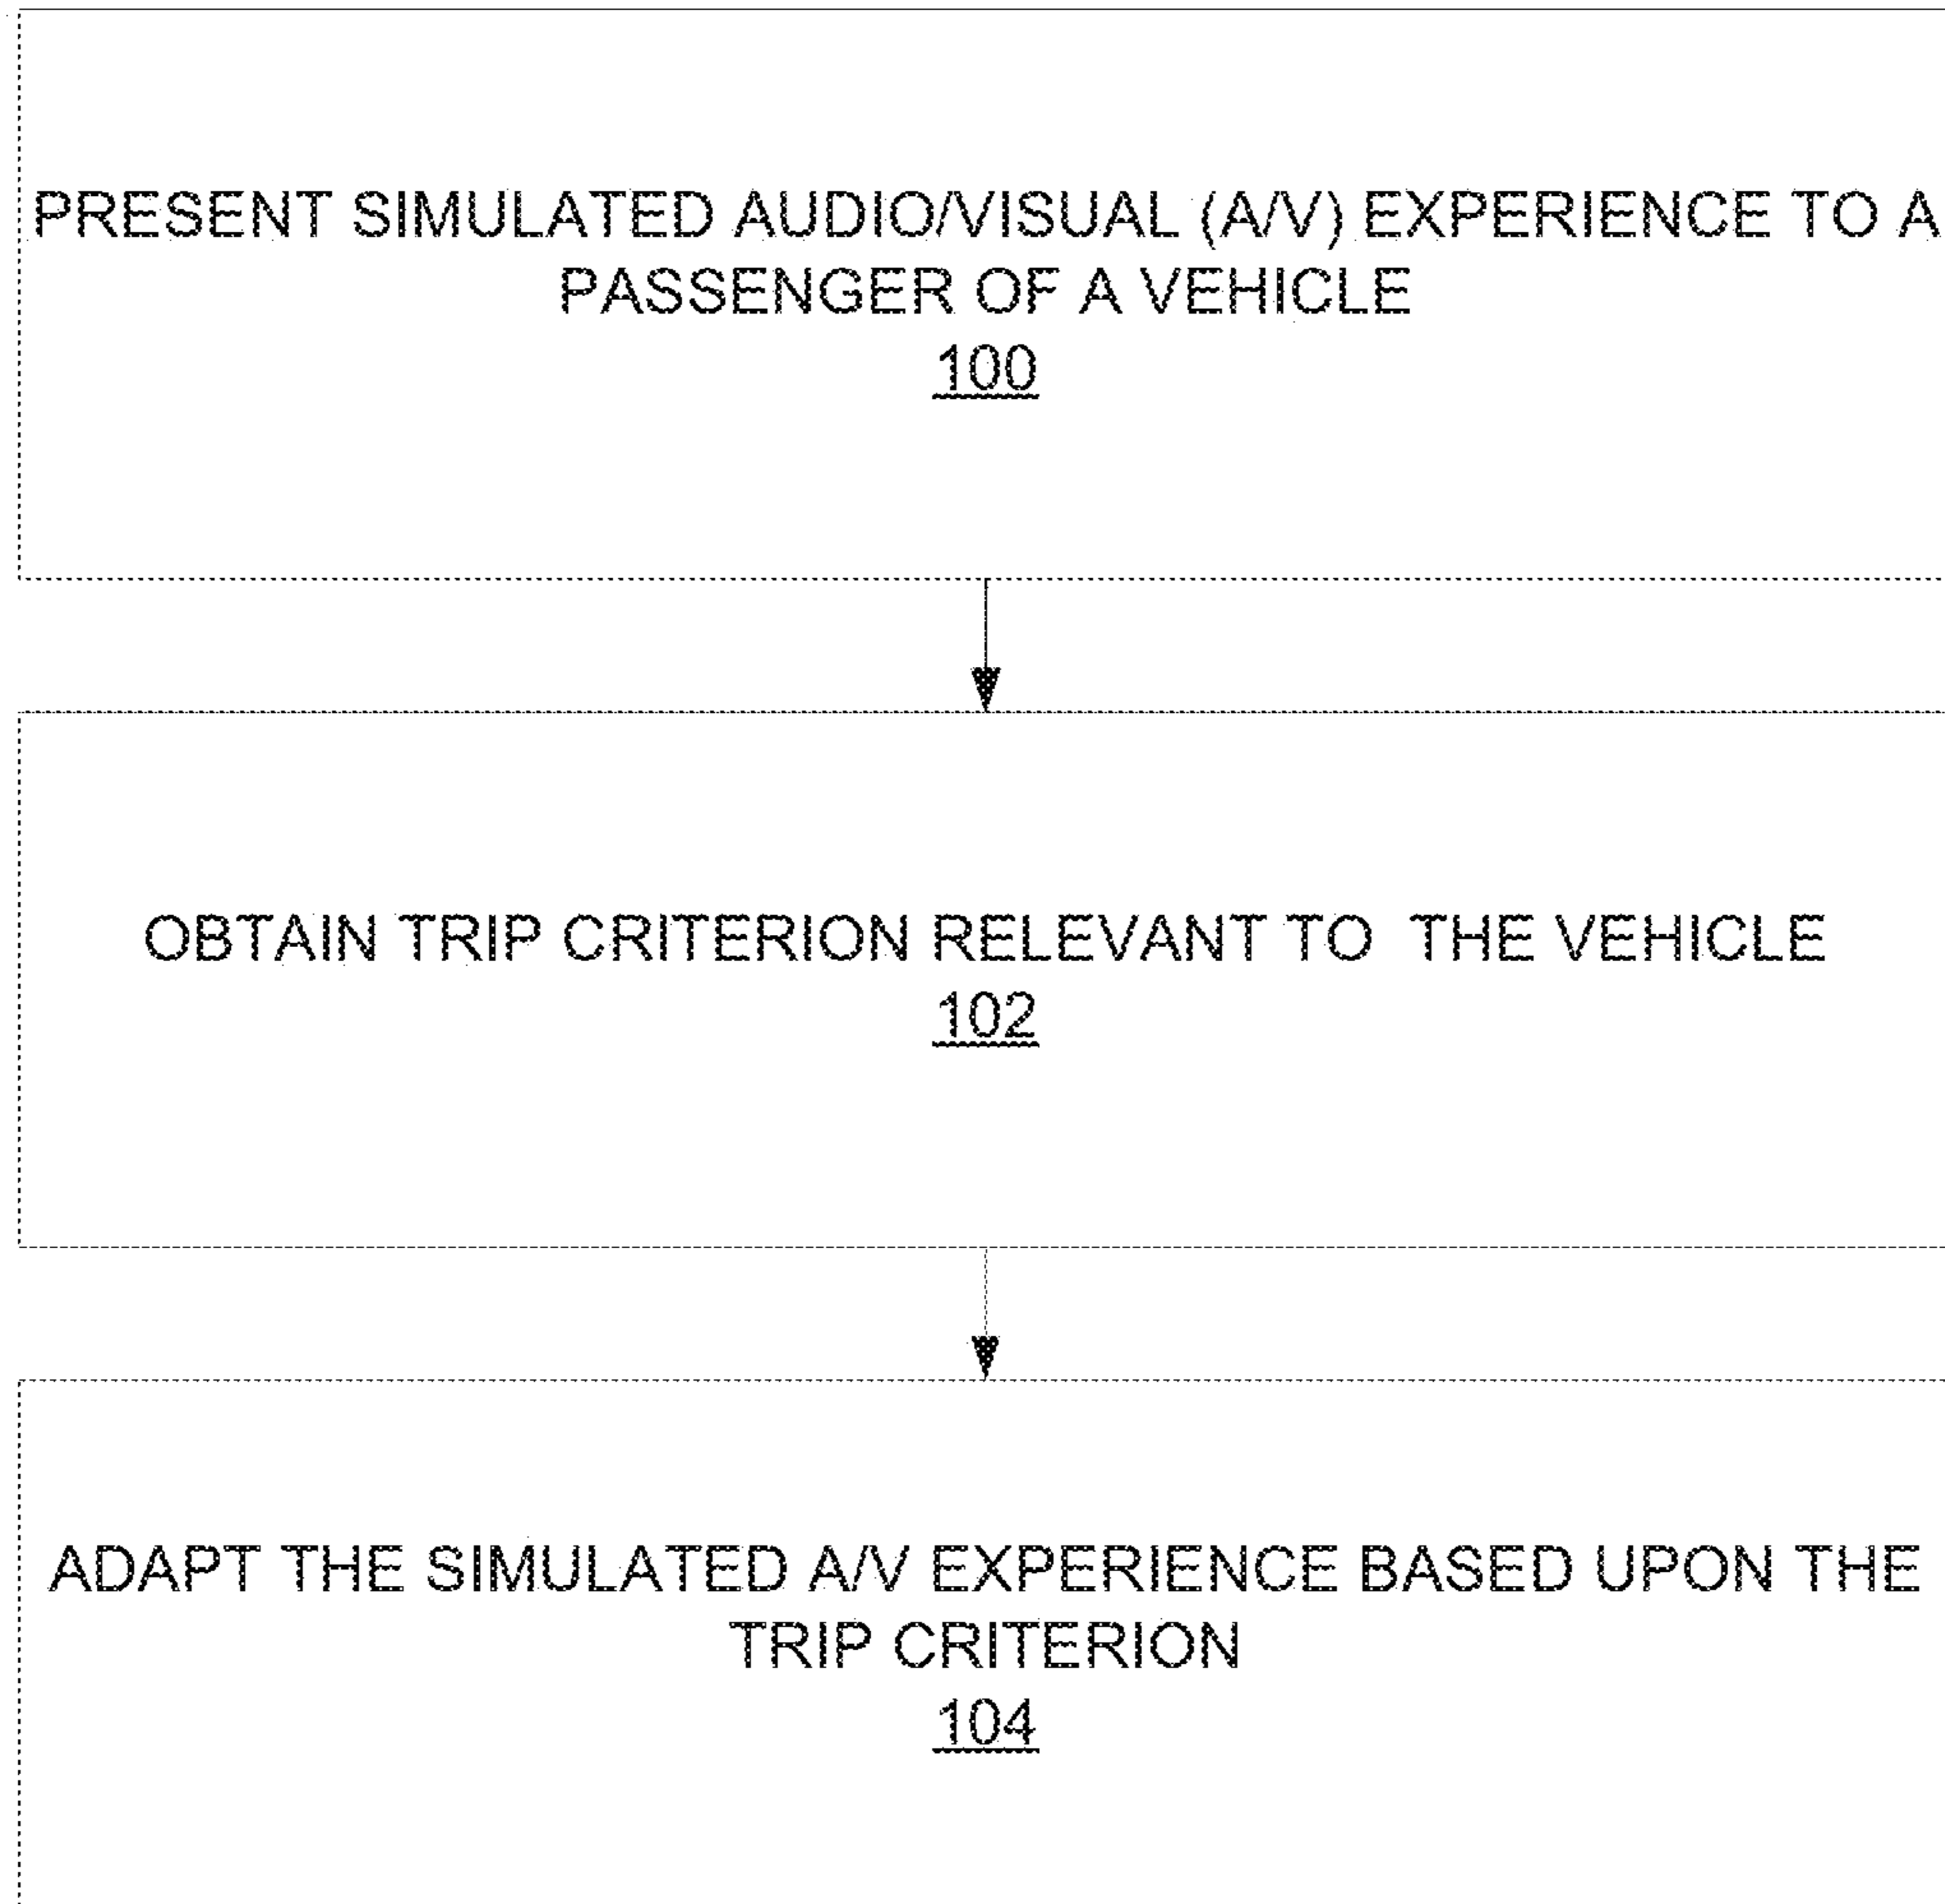 PRESENT SIMULATED AUDIO/VISUAL (A/V) EXPERIENCE TO A
PASSENGER OF A VEHICLE
100
OBTAIN TRIP CRITERION RELEVANT TO THE VEHICLE
102
ADAPT THE SIMULATED A/V EXPERIENCE BASED UPON THE
TRIP CRITERION
104